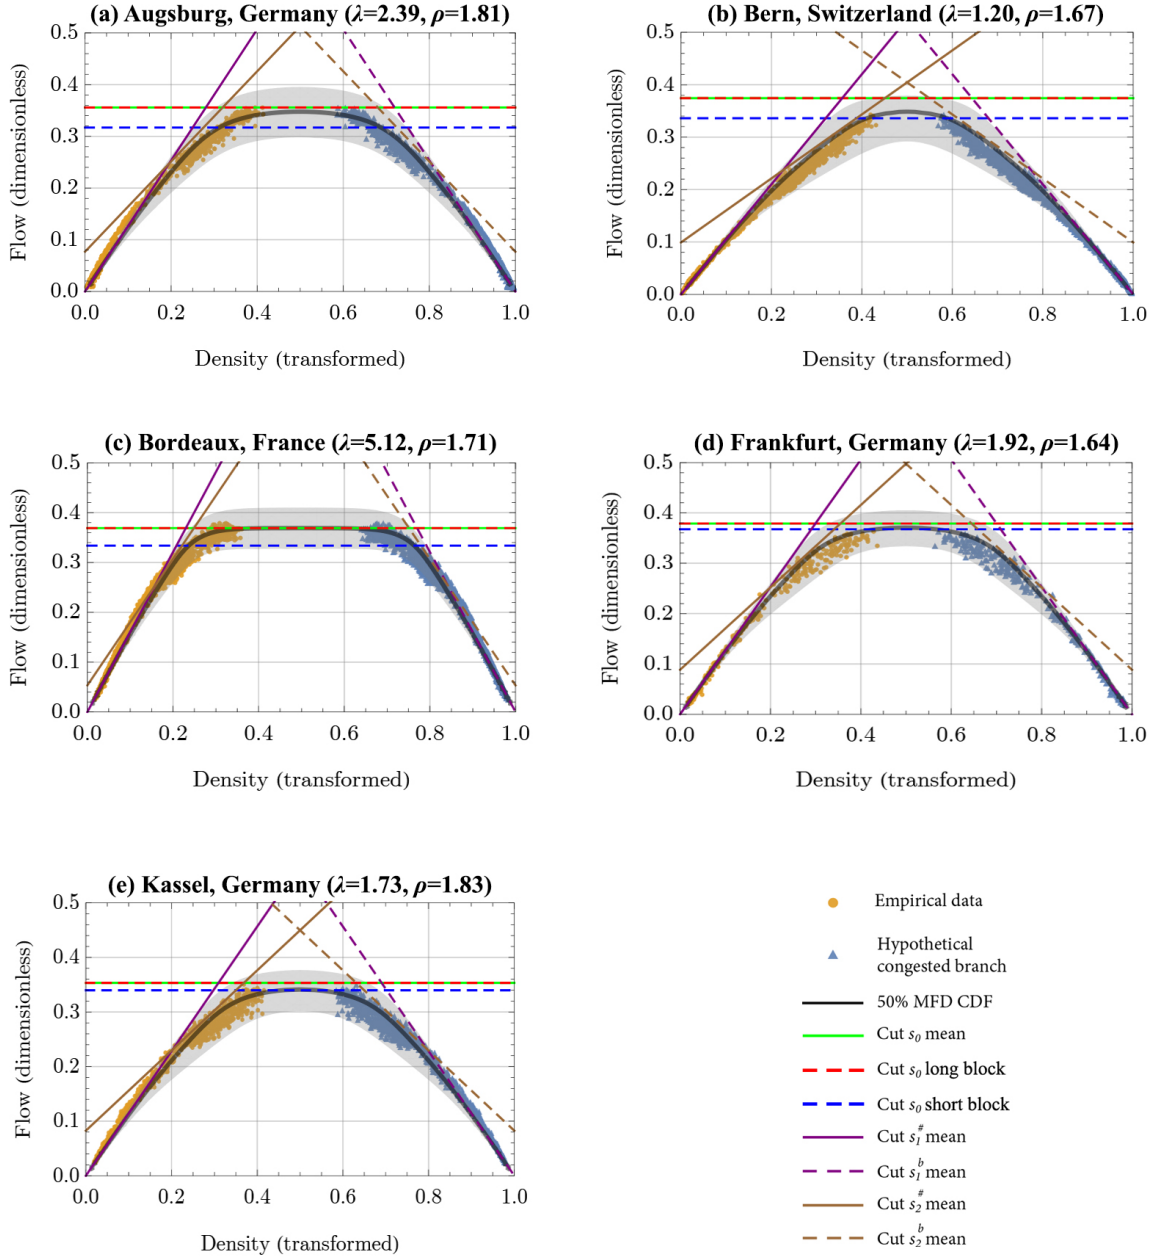 (a) Augsburg, Germany (λ=2.39, ρ=1.81)
0.5
0.4
0.3
0.2
0.1
0.0
Flow (dimensionless)
0.0 0.2 0.4 0.6 0.8 1.0
Density (transformed)
(b) Bern, Switzerland (λ=1.20, ρ=1.67)
0.5
0.4
0.3
0.2
0.1
0.0
Flow (dimensionless)
0.0 0.2 0.4 0.6 0.8 1.0
Density (transformed)
(c) Bordeaux, France (λ=5.12, ρ=1.71)
0.5
0.4
0.3
0.2
0.1
0.0
Flow (dimensionless)
0.0 0.2 0.4 0.6 0.8 1.0
Density (transformed)
(d) Frankfurt, Germany (λ=1.92, ρ=1.64)
0.5
0.4
0.3
0.2
0.1
0.0
Flow (dimensionless)
0.0 0.2 0.4 0.6 0.8 1.0
Density (transformed)
(e) Kassel, Germany (λ=1.73, ρ=1.83)
0.5
0.4
0.3
0.2
0.1
0.0
Flow (dimensionless)
0.0 0.2 0.4 0.6 0.8 1.0
Density (transformed)
Empirical data
Hypothetical
congested branch
50% MFD CDF
Cut s₀ mean
Cut s₀ long block
Cut s₀ short block
Cut s₁# mean
Cut s₁ᵇ mean
Cut s₂# mean
Cut s₂ᵇ mean